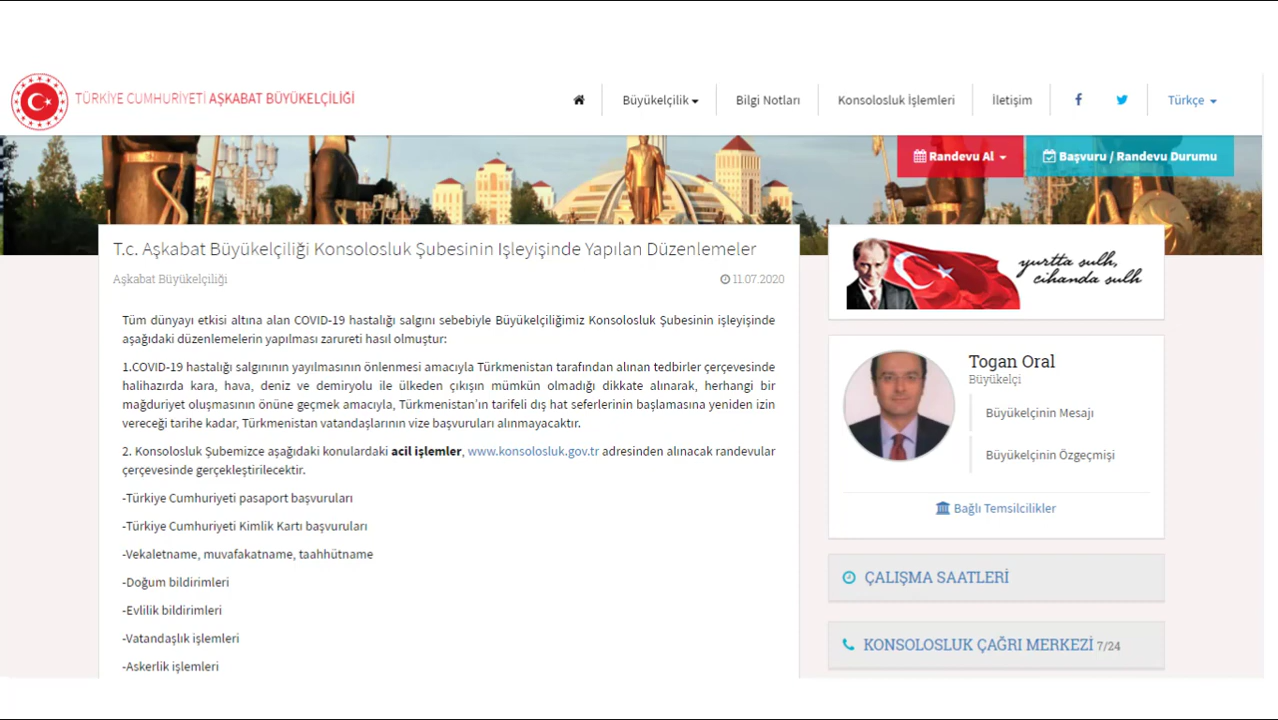 TÜRKİYE CUMHURİYETİ AŞKABAT BÜYÜKELÇİLİĞİ
Büyükelçilik
Bilgi Notları
Konsolosluk İşlemleri
İletişim
Türkçe
Randevu Al
Başvuru / Randevu Durumu
T.c. Aşkabat Büyükelçiliği Konsolosluk Şubesinin Işleyişinde Yapılan Düzenlemeler
Aşkabat Büyükelçiliği
11.07.2020
Tüm dünyayı etkisi altına alan COVID-19 hastalığı salgını sebebiyle Büyükelçiliğimiz Konsolosluk Şubesinin işleyişinde
aşağıdaki düzenlemelerin yapılması zarureti hasıl olmuştur:
1.COVID-19 hastalığı salgınının yayılmasının önlenmesi amacıyla Türkmenistan tarafından alınan tedbirler çerçevesinde
halihazırda kara, hava, deniz ve demiryolu ile ülkeden çıkışın mümkün olmadığı dikkate alınarak, herhangi bir
mağduriyet oluşmasının önüne geçmek amacıyla, Türkmenistan'ın tarifeli dış hat seferlerinin başlamasına yeniden izin
vereceği tarihe kadar, Türkmenistan vatandaşlarının vize başvuruları alınmayacaktır.
2. Konsolosluk Şubemizce aşağıdaki konulardaki acil işlemler, www.konsolosluk.gov.tr adresinden alınacak randevular
çerçevesinde gerçekleştirilecektir.
-Türkiye Cumhuriyeti pasaport başvuruları
-Türkiye Cumhuriyeti Kimlik Kartı başvuruları
-Vekaletname, muvafakatname, taahhütname
-Doğum bildirimleri
-Evlilik bildirimleri
-Vatandaşlık işlemleri
-Askerlik işlemleri
yurtta sulh,
cihanda sulh
Togan Oral
Büyükelçi
Büyükelçinin Mesajı
Büyükelçinin Özgeçmişi
Bağlı Temsilcilikler
ÇALIŞMA SAATLERİ
KONSOLOSLUK ÇAĞRI MERKEZİ 7/24